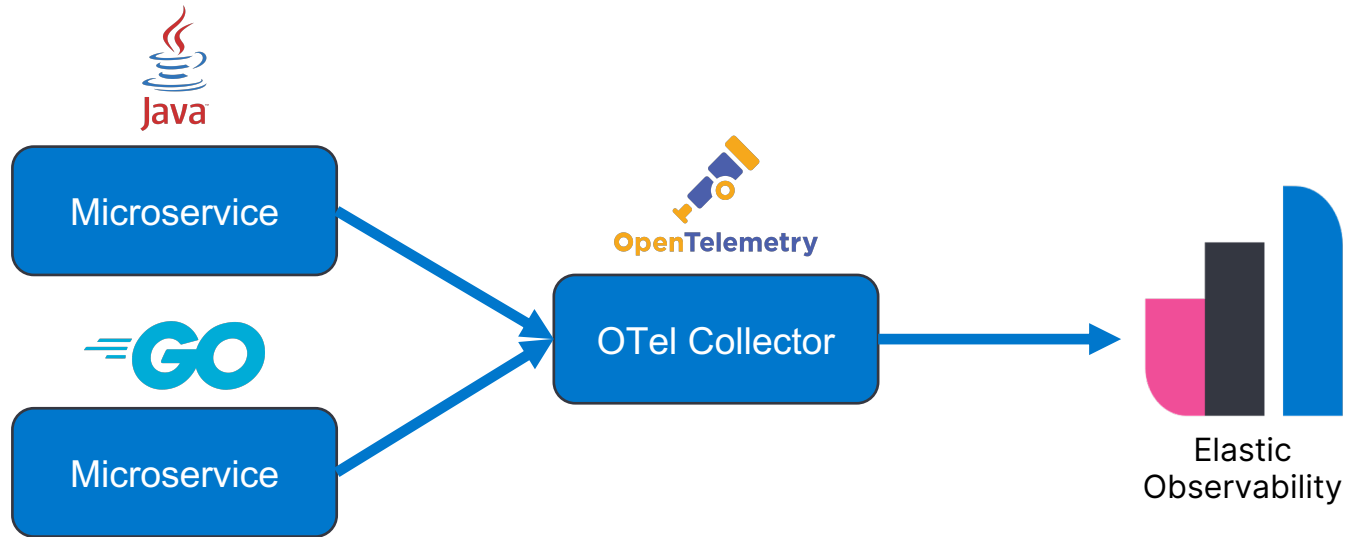 Java
Microservice
GO
Microservice
OpenTelemetry
OTel Collector
Elastic
Observability